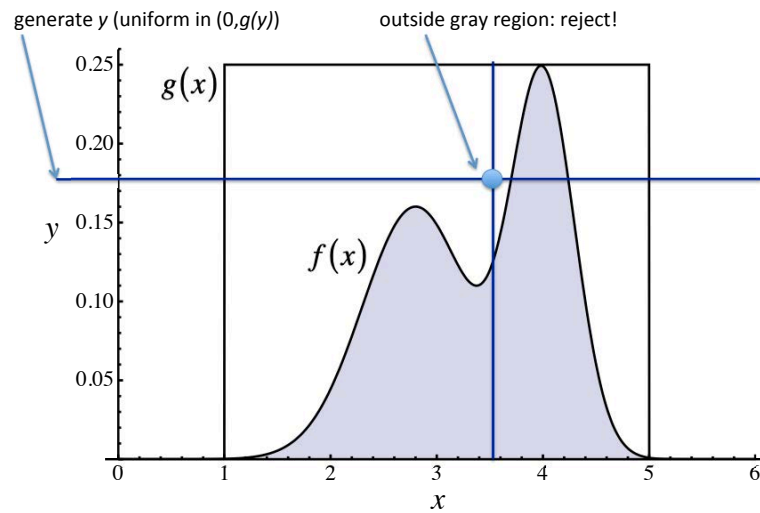 generate y (uniform in (0,g(y))
outside gray region: reject!
0.25
g(x)
0.20
0.15
y
f(x)
0.10
0.05
0 1 2 3 4 5 6
x